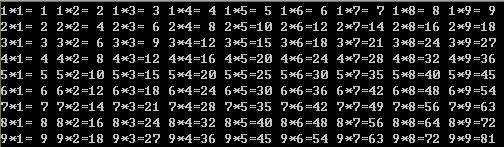 1*1= 1 1*2= 2 1*3= 3 1*4= 4 1*5= 5 1*6= 6 1*7= 7 1*8= 8 1*9= 9
2*1= 2 2*2= 4 2*3= 6 2*4= 8 2*5=10 2*6=12 2*7=14 2*8=16 2*9=18
3*1= 3 3*2= 6 3*3= 9 3*4=12 3*5=15 3*6=18 3*7=21 3*8=24 3*9=27
4*1= 4 4*2= 8 4*3=12 4*4=16 4*5=20 4*6=24 4*7=28 4*8=32 4*9=36
5*1= 5 5*2=10 5*3=15 5*4=20 5*5=25 5*6=30 5*7=35 5*8=40 5*9=45
6*1= 6 6*2=12 6*3=18 6*4=24 6*5=30 6*6=36 6*7=42 6*8=48 6*9=54
7*1= 7 7*2=14 7*3=21 7*4=28 7*5=35 7*6=42 7*7=49 7*8=56 7*9=63
8*1= 8 8*2=16 8*3=24 8*4=32 8*5=40 8*6=48 8*7=56 8*8=64 8*9=72
9*1= 9 9*2=18 9*3=27 9*4=36 9*5=45 9*6=54 9*7=63 9*8=72 9*9=81